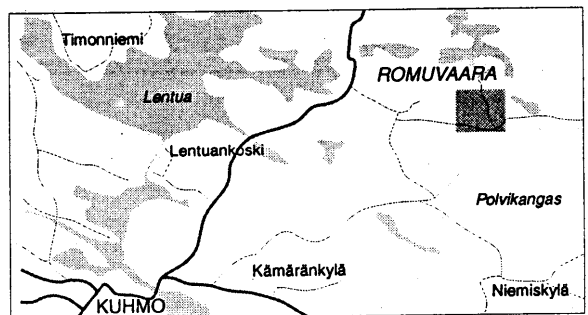 Timonniemi
ROMUVAARA
Lentua
Lentuankoski
Polvikangas
Kämäränkylä
Niemiskylä
KUHMO